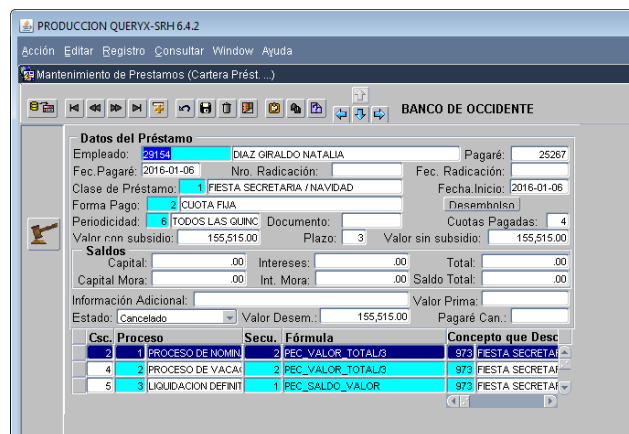 PRODUCCION QUERYX-SRH 6.4.2
Acción Editar Registro Consultar Window Ayuda
Mantenimiento de Prestamos (Cartera Prést. ...)
BANCO DE OCCIDENTE
Datos del Préstamo
Empleado: 29154 DIAZ GIRALDO NATALIA Pagaré: 25267
Fec.Pagaré: 2016-01-06 Nro. Radicación: Fec. Radicación:
Clase de Préstamo: 1 FIESTA SECRETARIA / NAVIDAD Fecha.Inicio: 2016-01-06
Forma Pago: 2 CUOTA FIJA Desembolso
Periodicidad: 6 TODOS LAS QUINC Documento: Cuotas Pagadas: 4
Valor con subsidio: 155,515.00 Plazo: 3 Valor sin subsidio: 155,515.00
Saldos
Capital: .00 Intereses: .00 Total: .00
Capital Mora: .00 Int. Mora: .00 Saldo Total: .00
Información Adicional: Valor Prima:
Estado: Cancelado Valor Desem.: 155,515.00 Pagaré Can.:
Csc. Proceso Secu. Fórmula Concepto que Desc
2 1 PROCESO DE NOMIN 2 PEC_VALOR_TOTAL/3 973 FIESTA SECRETAR
4 2 PROCESO DE VACA( 2 PEC_VALOR_TOTAL/3 973 FIESTA SECRETAR
5 3 LIQUIDACION DEFINIT 1 PEC_SALDO_VALOR 973 FIESTA SECRETAR